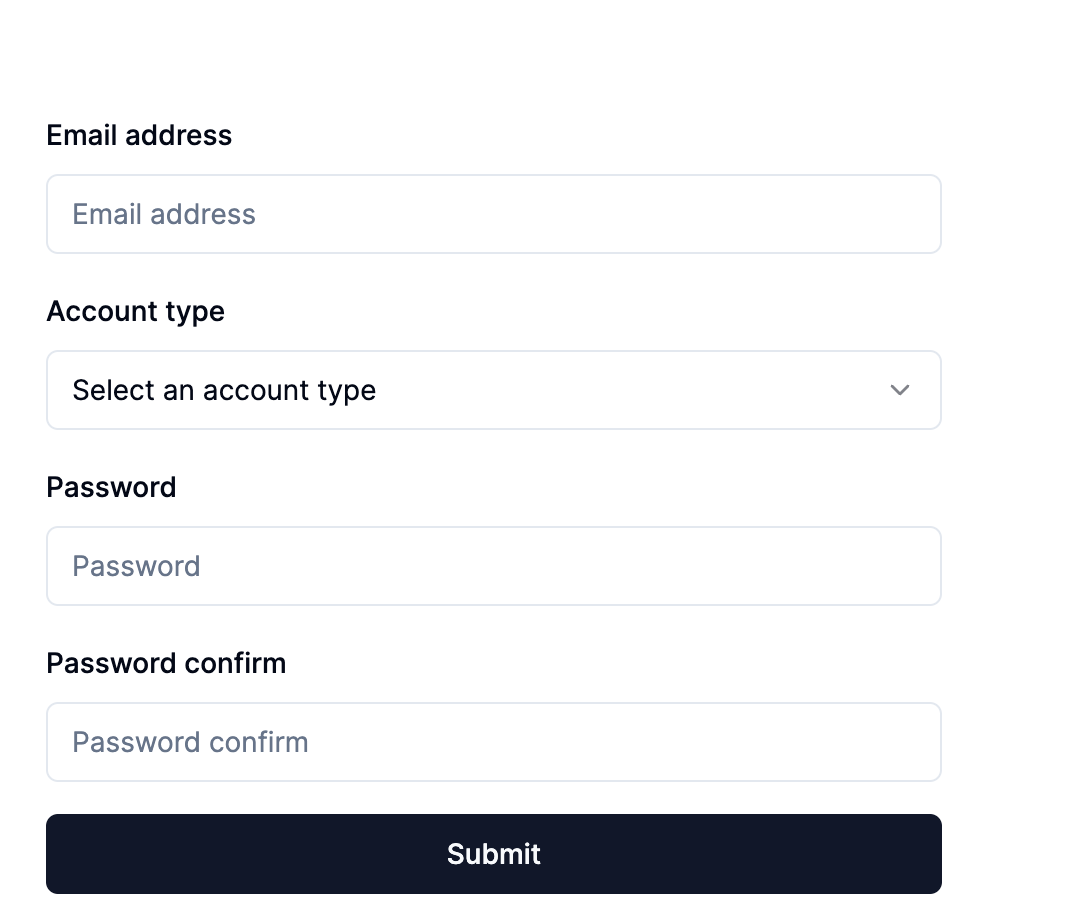 Email address
Email address
Account type
Select an account type
Password
Password
Password confirm
Password confirm
Submit